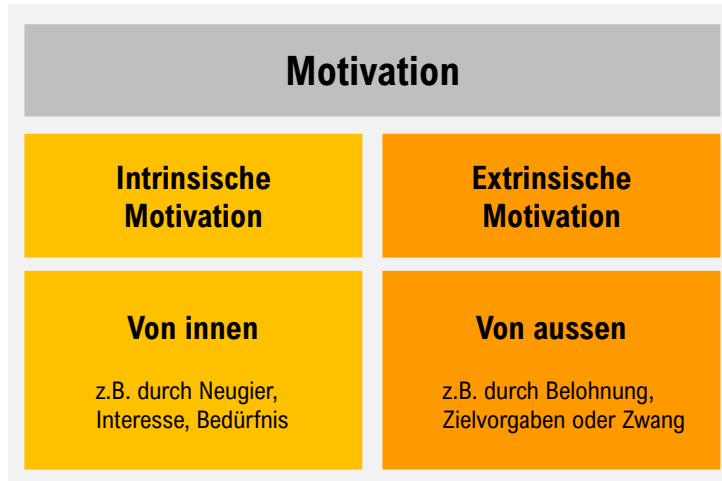 Motivation
Intrinsische
Motivation
Extrinsische
Motivation
Von innen
z.B. durch Neugier,
Interesse, Bedürfnis
Von aussen
z.B. durch Belohnung,
Zielvorgaben oder Zwang